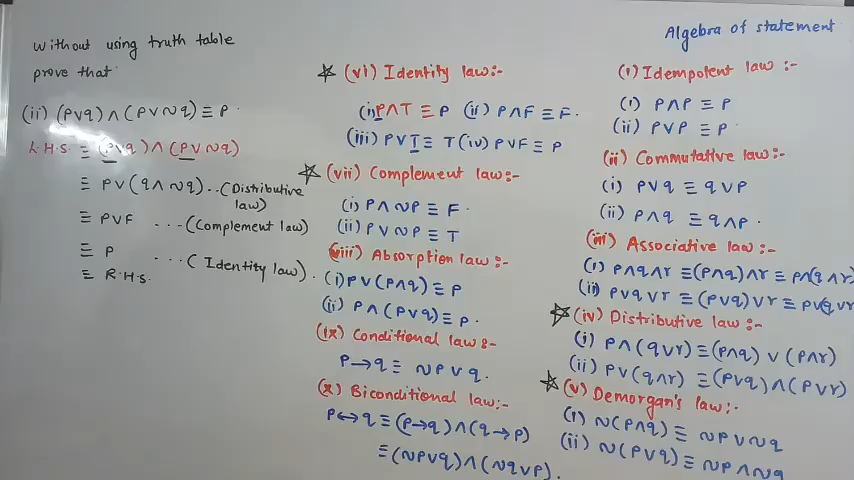 Without using truth table
prove that
(ii) (p∨q)∧(p∨∼q) ≡ p.
L.H.S. ≡ (p∨q)∧(p∨∼q)
≡ p∨(q∧∼q) ..(Distributive law)
≡ p∨F ...(Complement law)
≡ p ...(Identity law).
≡ R.H.S.
☆ (vi) Identity law:-
(i) p∧T ≡ p (ii) p∧F ≡ F.
(iii) p∨T ≡ T (iv) p∨F ≡ p
☆ (vii) Complement law:-
(i) p∧∼p ≡ F.
(ii) p∨∼p ≡ T
(viii) Absorption law:-
(i) p∨(p∧q) ≡ p
(ii) p∧(p∨q) ≡ p.
(ix) Conditional law:-
p→q ≡ ∼p∨q.
(x) Biconditional law:-
p↔q ≡ (p→q)∧(q→p)
≡ (∼p∨q)∧(∼q∨p).
Algebra of statement
(i) Idempotent law:-
(i) p∧p ≡ p
(ii) p∨p ≡ p.
(ii) Commutative law:-
(i) p∨q ≡ q∨p
(ii) p∧q ≡ q∧p.
(iii) Associative law:-
(i) p∧q∧r ≡ (p∧q)∧r ≡ p∧(q∧r)
(ii) p∨q∨r ≡ (p∨q)∨r ≡ p∨(q∨r
☆ (iv) Distributive law:-
(i) p∧(q∨r) ≡ (p∧q)∨(p∧r)
(ii) p∨(q∧r) ≡ (p∨q)∧(p∨r)
☆ (v) Demorgan's law:-
(i) ∼(p∧q) ≡ ∼p∨∼q
(ii) ∼(p∨q) ≡ ∼p∧∼q